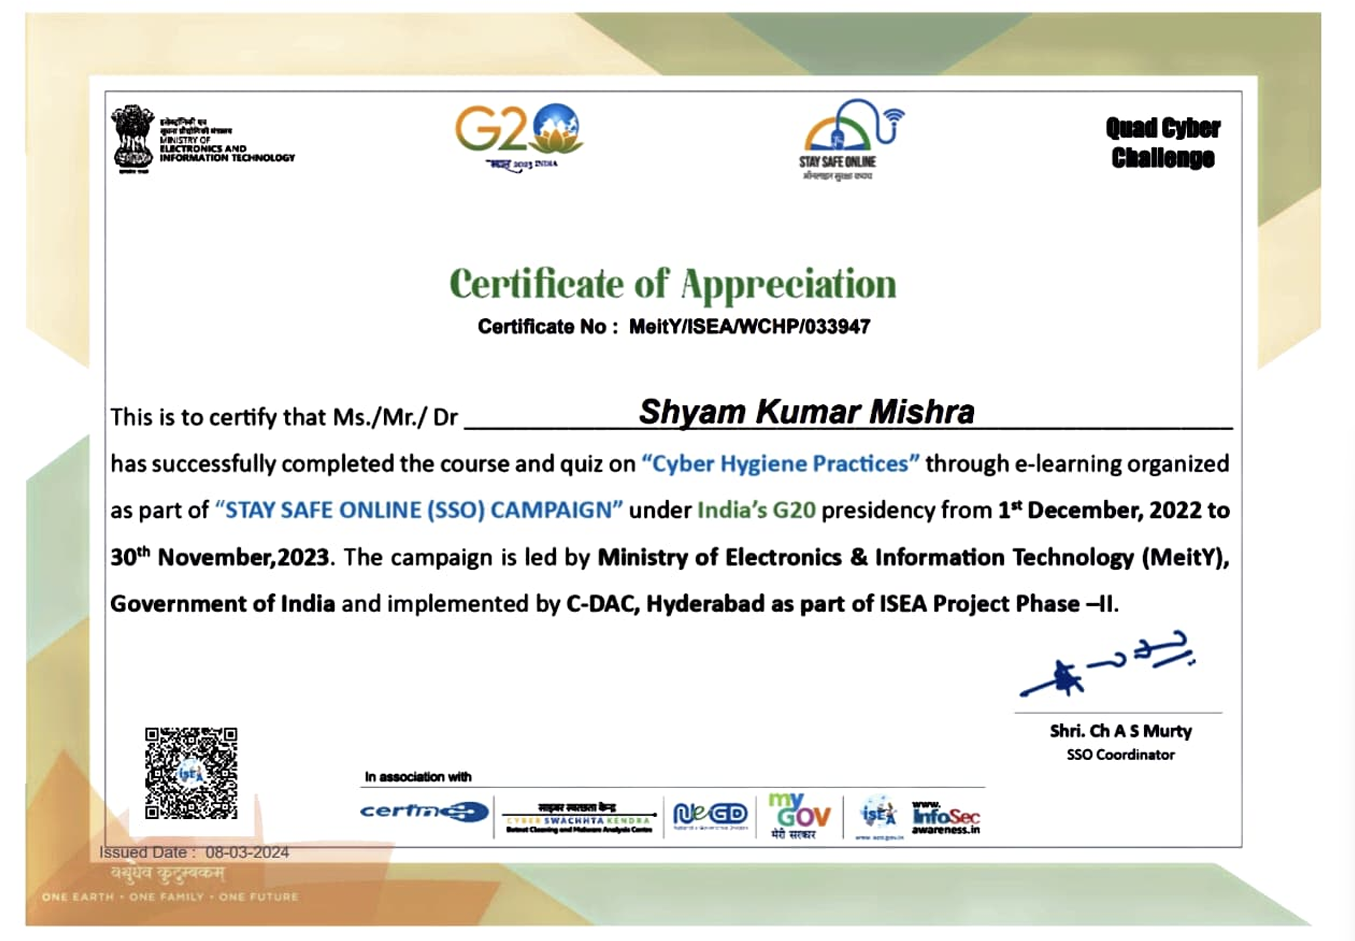 इलेक्ट्रॉनिकी एवं
सूचना प्रौद्योगिकी मंत्रालय
MINISTRY OF
ELECTRONICS AND
INFORMATION TECHNOLOGY
सत्यमेव जयते
G20
भारत 2023 INDIA
STAY SAFE ONLINE
ऑनलाइन सुरक्षा
Quad Cyber
Challenge
Certificate of Appreciation
Certificate No : MeitY/ISEA/WCHP/033947
This is to certify that Ms./Mr./ Dr Shyam Kumar Mishra
has successfully completed the course and quiz on “Cyber Hygiene Practices” through e-learning organized
as part of “STAY SAFE ONLINE (SSO) CAMPAIGN” under India’s G20 presidency from 1st December, 2022 to
30th November,2023. The campaign is led by Ministry of Electronics & Information Technology (MeitY),
Government of India and implemented by C-DAC, Hyderabad as part of ISEA Project Phase –II.
Shri. Ch A S Murty
SSO Coordinator
ISEA
In association with
साइबर स्वच्छता केन्द्र
CYBER SWACHHTA KENDRA
Botnet Cleaning and Malware Analysis Centre
NeGD
my
GOV
मेरी सरकार
ISEA
www.
InfoSec
awareness.in
Issued Date : 08-03-2024
वसुधैव कुटुम्बकम्
ONE EARTH • ONE FAMILY • ONE FUTURE